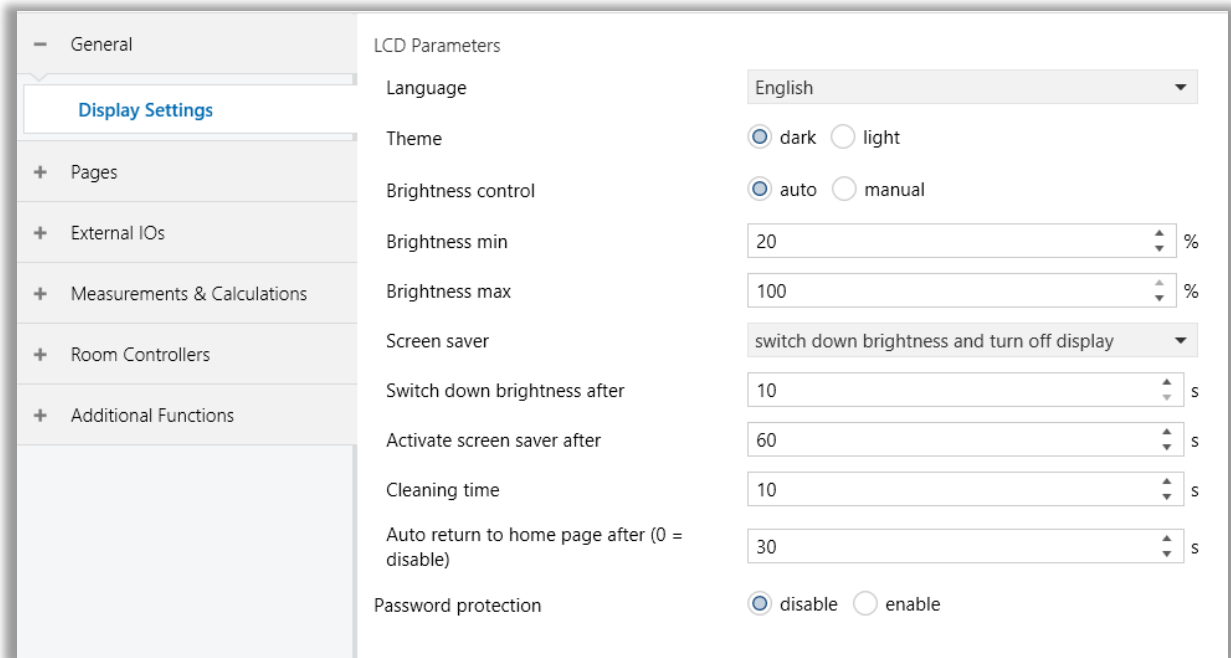 General
Display Settings
Pages
External IOs
Measurements & Calculations
Room Controllers
Additional Functions
LCD Parameters
Language English
Theme dark light
Brightness control auto manual
Brightness min 20 %
Brightness max 100 %
Screen saver switch down brightness and turn off display
Switch down brightness after 10 s
Activate screen saver after 60 s
Cleaning time 10 s
Auto return to home page after (0 =
disable) 30 s
Password protection disable enable